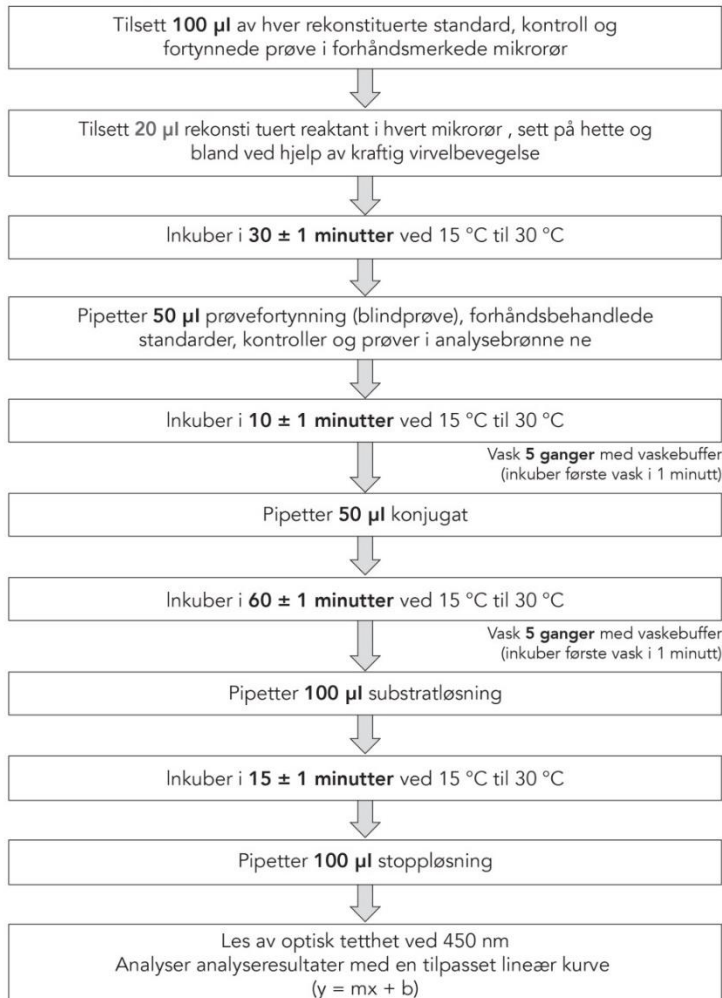 Tilsett 100 µl av hver rekonstituerte standard, kontroll og
fortynnede prøve i forhåndsmerkede mikrorør
Tilsett 20 µl rekonsti tuert reaktant i hvert mikrorør , sett på hette og
bland ved hjelp av kraftig virvelbevegelse
Inkuber i 30 ± 1 minutter ved 15 °C til 30 °C
Pipetter 50 µl prøvefortynning (blindprøve), forhåndsbehandlede
standarder, kontroller og prøver i analysebrønne ne
Inkuber i 10 ± 1 minutter ved 15 °C til 30 °C
Vask 5 ganger med vaskebuffer
(inkuber første vask i 1 minutt)
Pipetter 50 µl konjugat
Inkuber i 60 ± 1 minutter ved 15 °C til 30 °C
Vask 5 ganger med vaskebuffer
(inkuber første vask i 1 minutt)
Pipetter 100 µl substratløsning
Inkuber i 15 ± 1 minutter ved 15 °C til 30 °C
Pipetter 100 µl stoppløsning
Les av optisk tetthet ved 450 nm
Analyser analyseresultater med en tilpasset lineær kurve
(y = mx + b)